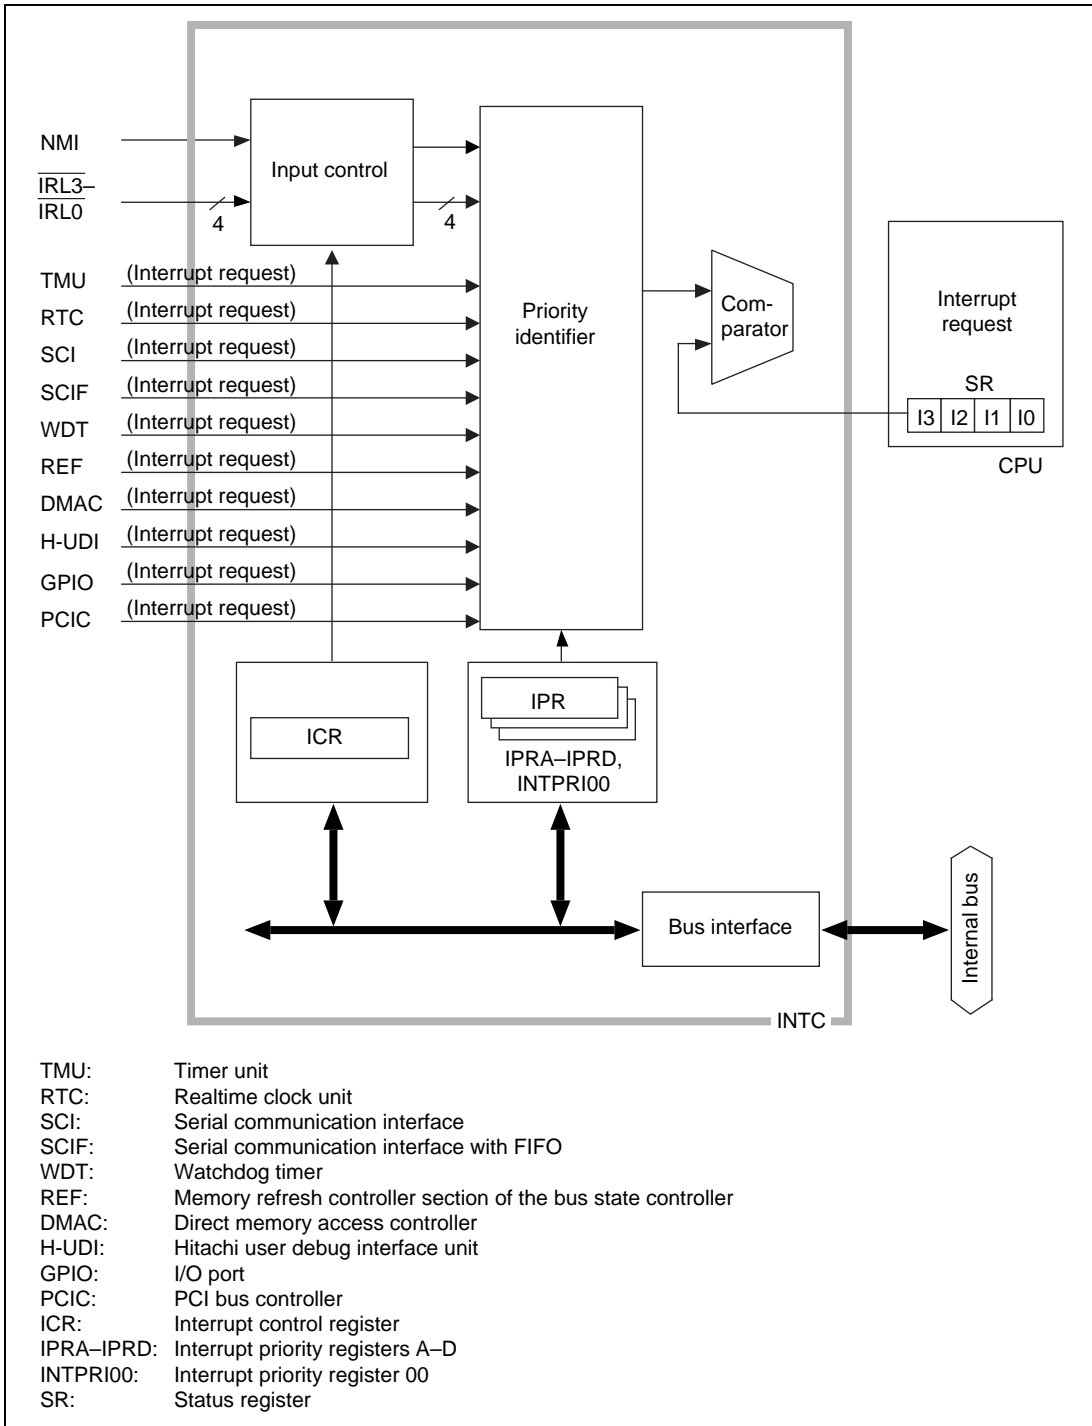 NMI
IRL3–
IRL0
4
Input control
4
TMU (Interrupt request)
RTC (Interrupt request)
SCI (Interrupt request)
SCIF (Interrupt request)
WDT (Interrupt request)
REF (Interrupt request)
DMAC (Interrupt request)
H-UDI (Interrupt request)
GPIO (Interrupt request)
PCIC (Interrupt request)
Priority
identifier
Com-
parator
Interrupt
request
SR
I3 I2 I1 I0
CPU
ICR
IPR
IPRA–IPRD,
INTPRI00
Bus interface
Internal bus
INTC
TMU: Timer unit
RTC: Realtime clock unit
SCI: Serial communication interface
SCIF: Serial communication interface with FIFO
WDT: Watchdog timer
REF: Memory refresh controller section of the bus state controller
DMAC: Direct memory access controller
H-UDI: Hitachi user debug interface unit
GPIO: I/O port
PCIC: PCI bus controller
ICR: Interrupt control register
IPRA–IPRD: Interrupt priority registers A–D
INTPRI00: Interrupt priority register 00
SR: Status register